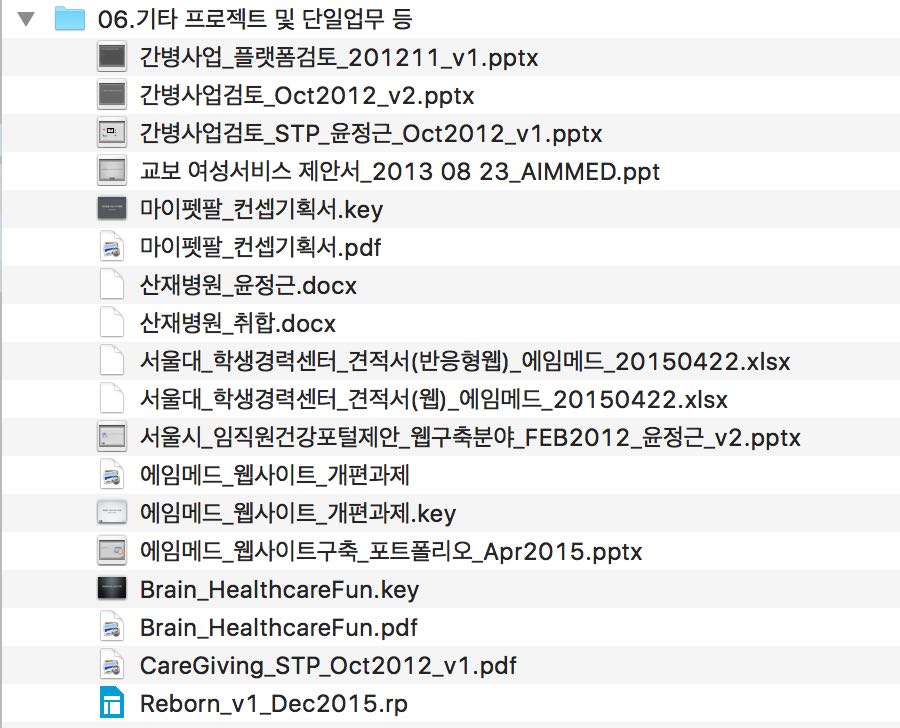 06.기타 프로젝트 및 단일업무 등
간병사업_플랫폼검토_201211_v1.pptx
간병사업검토_Oct2012_v2.pptx
간병사업검토_STP_윤정근_Oct2012_v1.pptx
교보 여성서비스 제안서_2013 08 23_AIMMED.ppt
마이펫팔_컨셉기획서.key
마이펫팔_컨셉기획서.pdf
산재병원_윤정근.docx
산재병원_취합.docx
서울대_학생경력센터_견적서(반응형웹)_에임메드_20150422.xlsx
서울대_학생경력센터_견적서(웹)_에임메드_20150422.xlsx
서울시_임직원건강포털제안_웹구축분야_FEB2012_윤정근_v2.pptx
에임메드_웹사이트_개편과제
에임메드_웹사이트_개편과제.key
에임메드_웹사이트구축_포트폴리오_Apr2015.pptx
Brain_HealthcareFun.key
Brain_HealthcareFun.pdf
CareGiving_STP_Oct2012_v1.pdf
Reborn_v1_Dec2015.rp